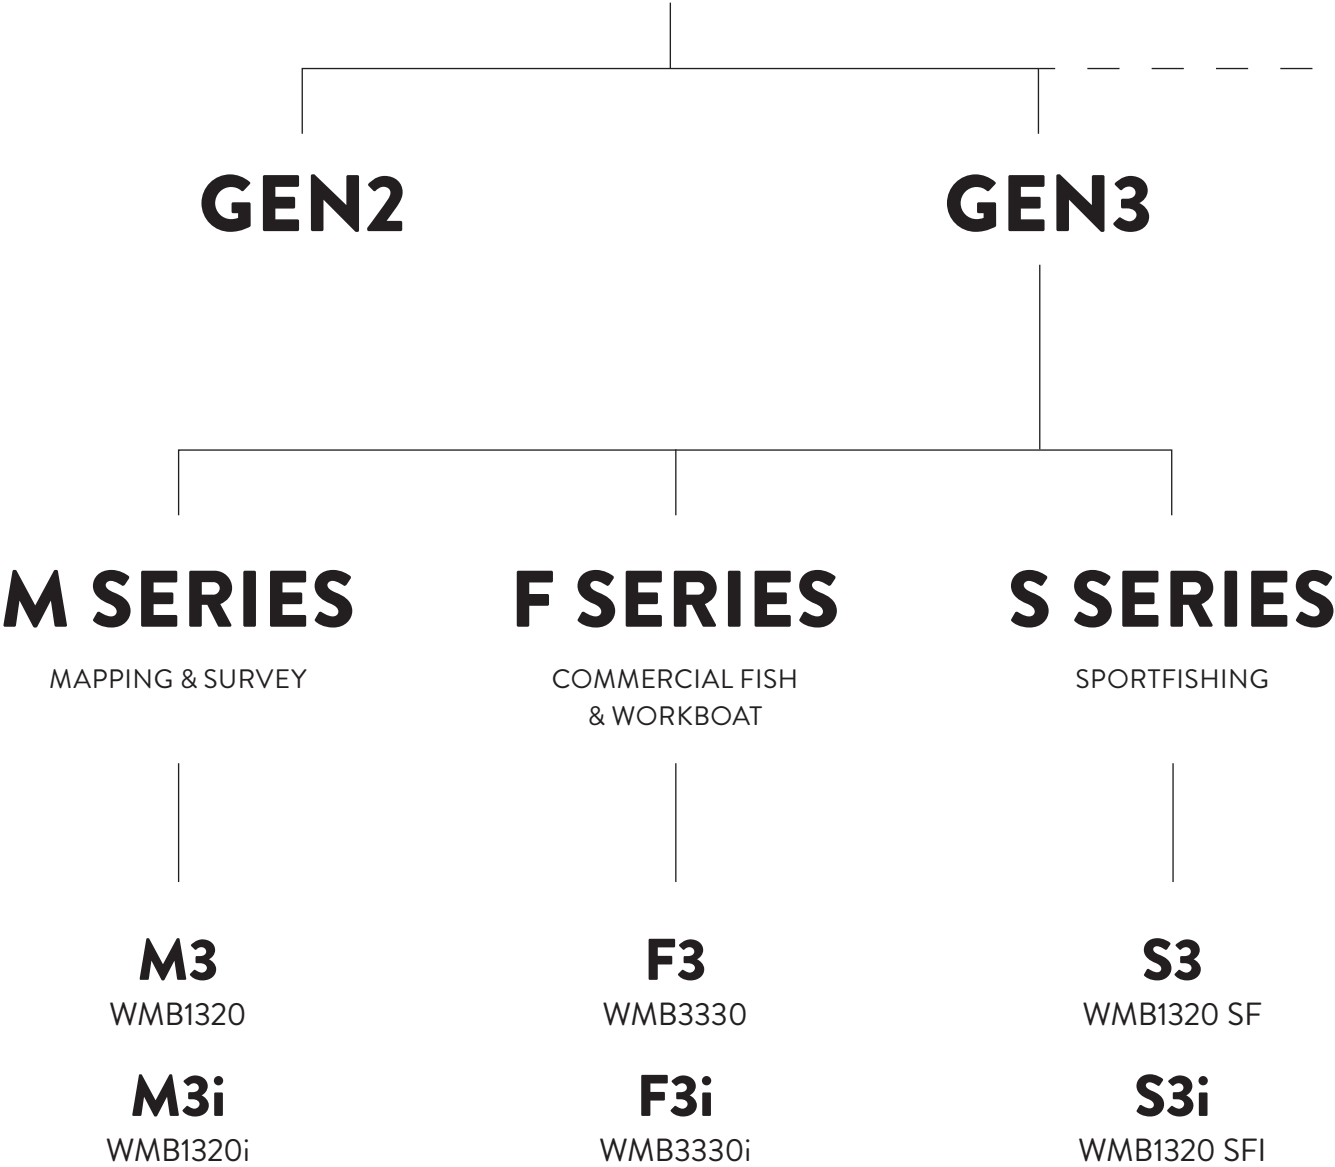 GEN2
GEN3
M SERIES
MAPPING & SURVEY
F SERIES
COMMERCIAL FISH
& WORKBOAT
S SERIES
SPORTFISHING
M3
WMB1320
M3i
WMB1320i
F3
WMB3330
F3i
WMB3330i
S3
WMB1320 SF
S3i
WMB1320 SFI